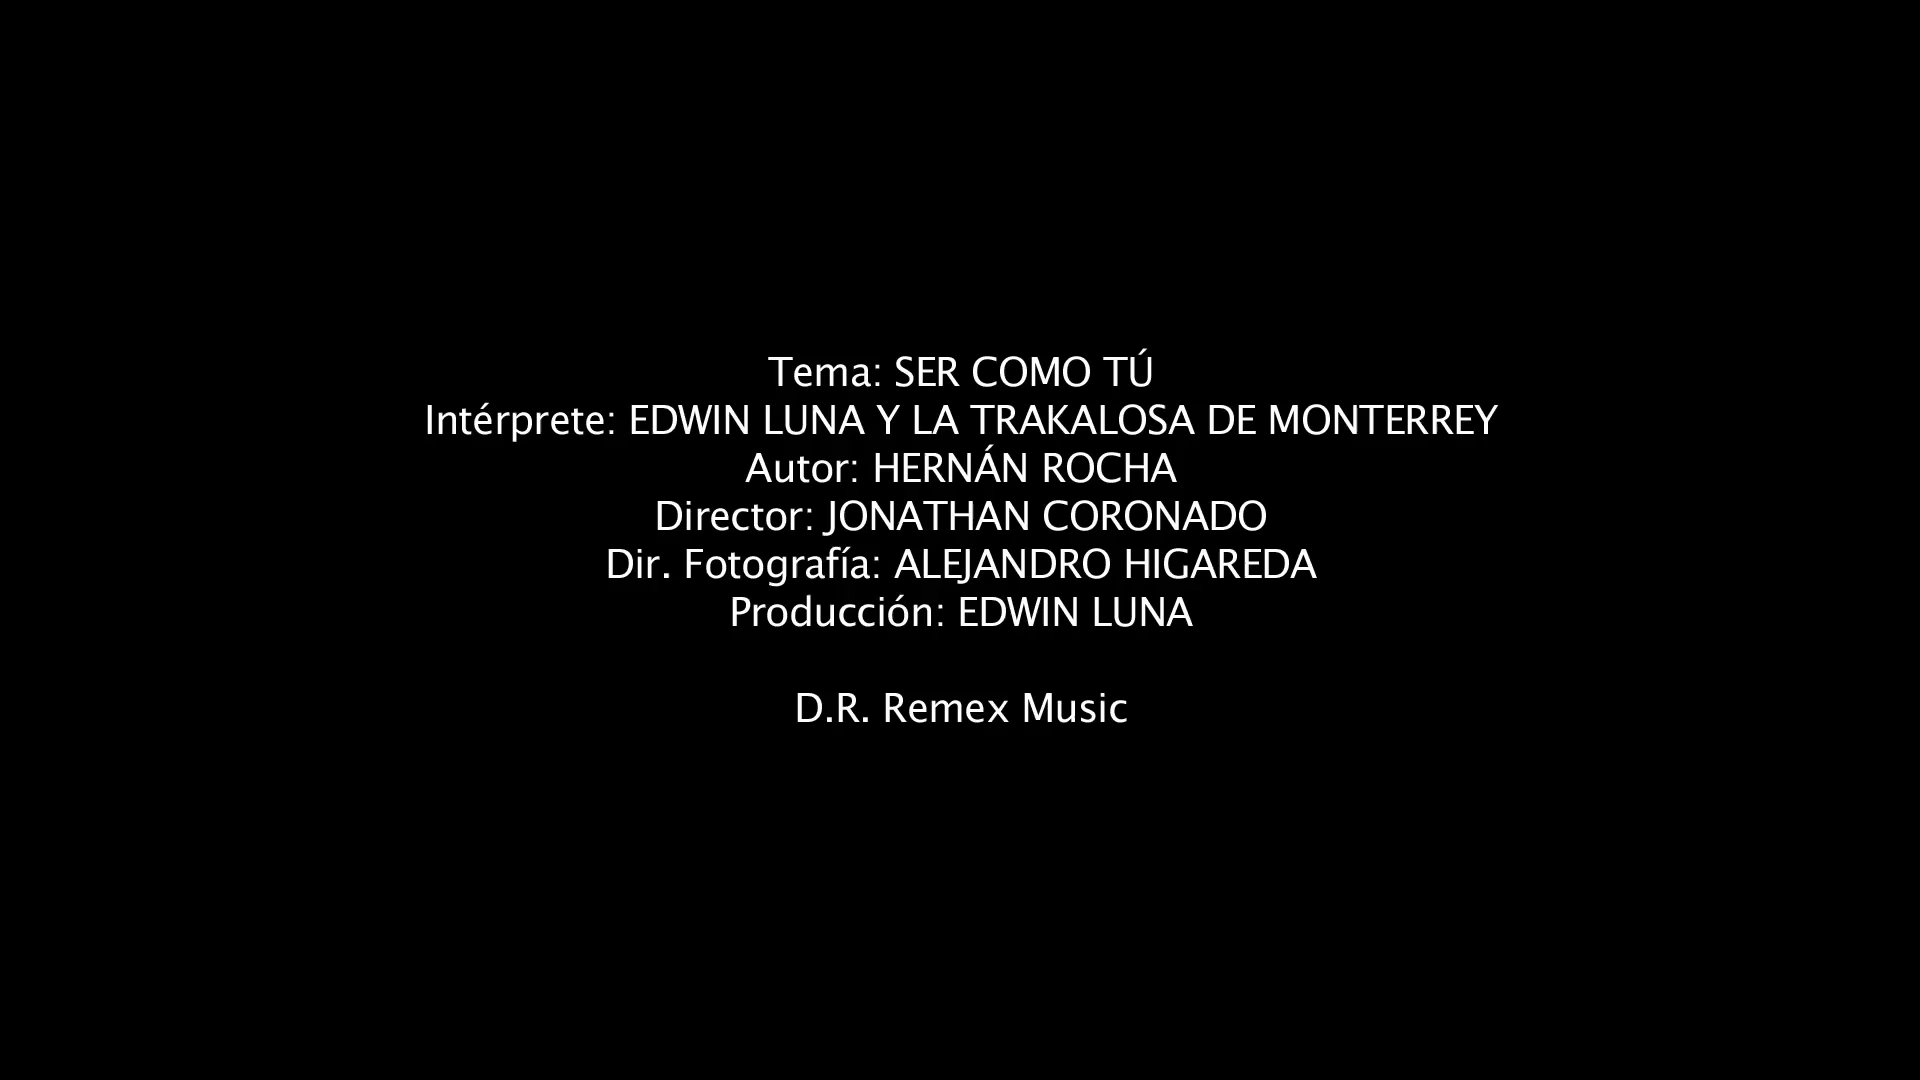 Tema: SER COMO TÚ
Intérprete: EDWIN LUNA Y LA TRAKALOSA DE MONTERREY
Autor: HERNÁN ROCHA
Director: JONATHAN CORONADO
Dir. Fotografía: ALEJANDRO HIGAREDA
Producción: EDWIN LUNA
D.R. Remex Music